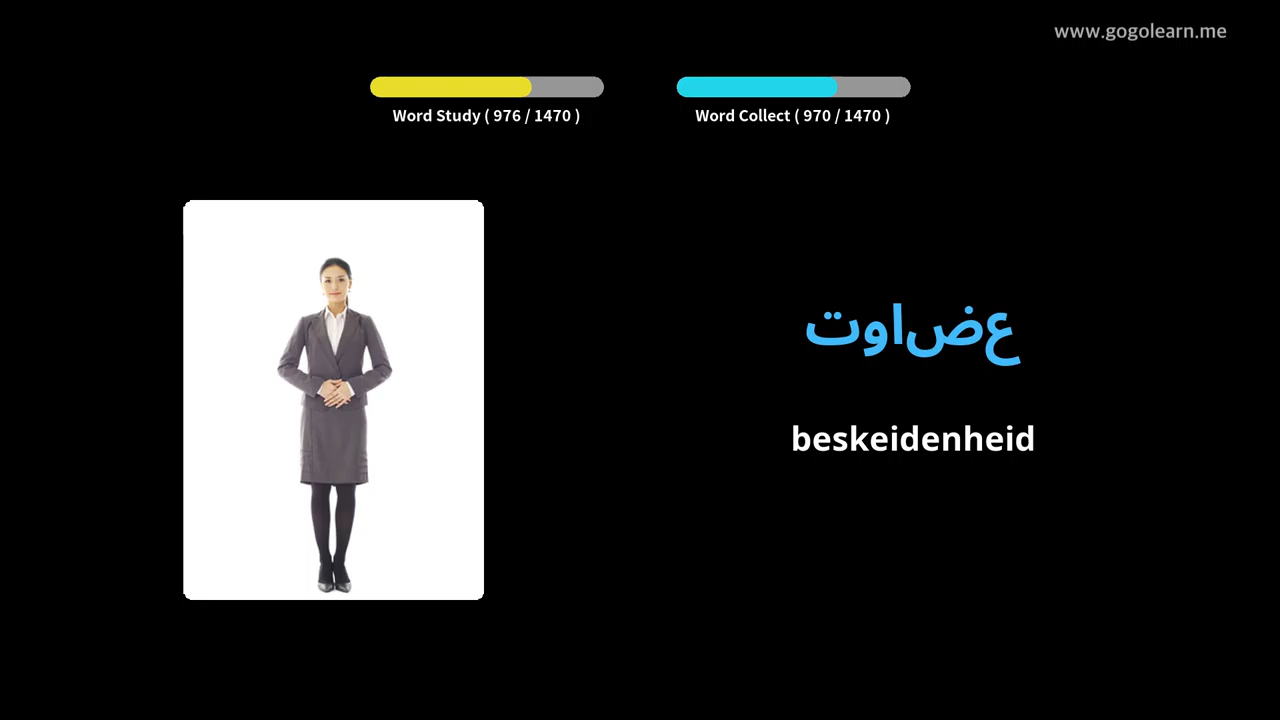 www.gogolearn.me
Word Study ( 976 / 1470 )
Word Collect ( 970 / 1470 )
عضاوت
beskeidenheid